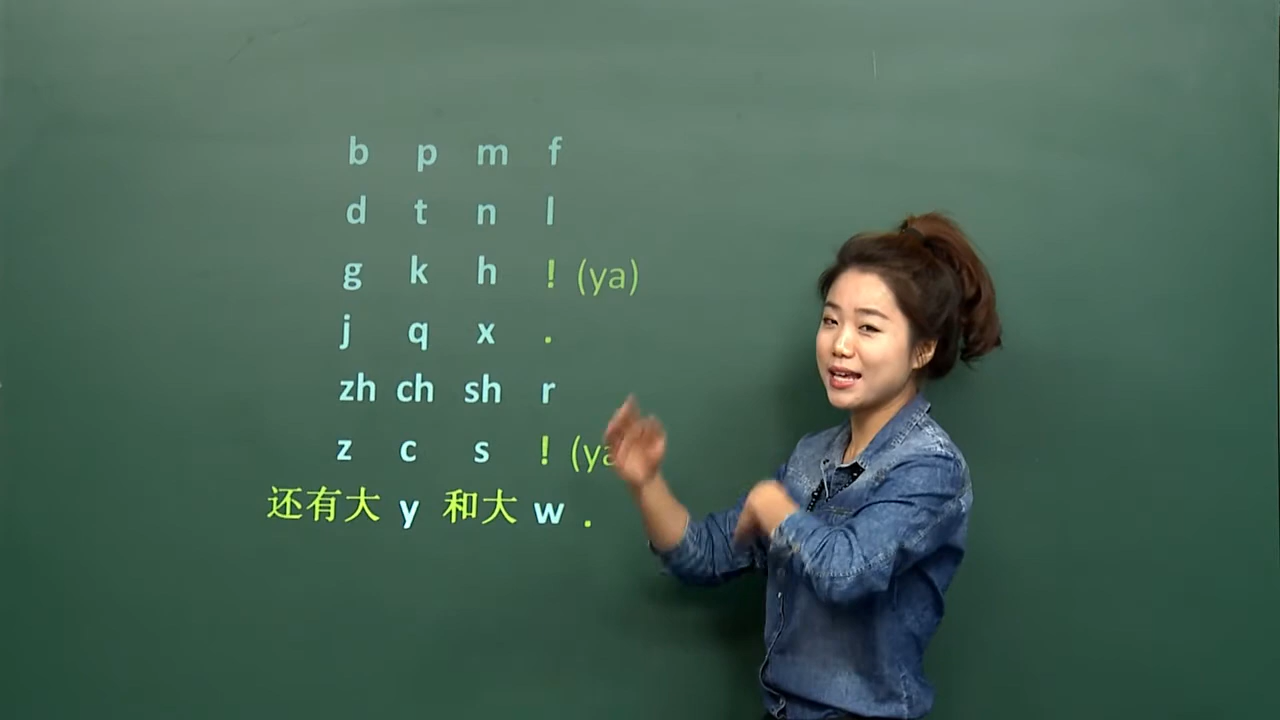 b p m f
d t n l
g k h ! (ya)
j q x .
zh ch sh r
z c s !
还有大 y 和大 w .